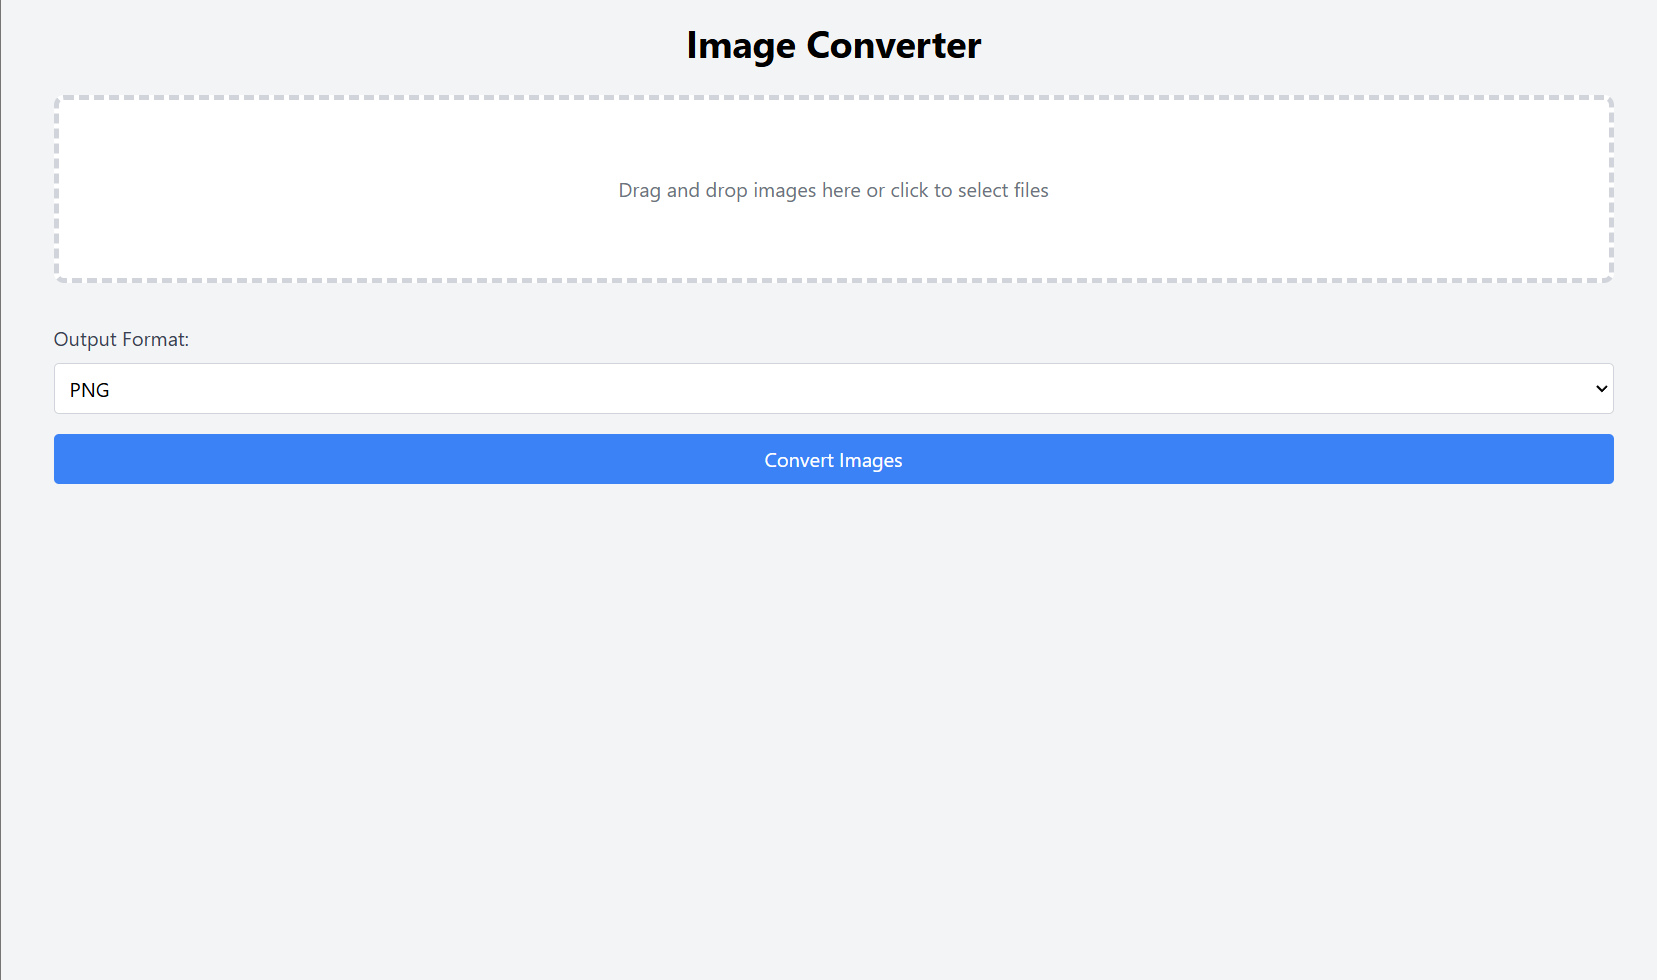 Image Converter
Drag and drop images here or click to select files
Output Format:
PNG
Convert Images